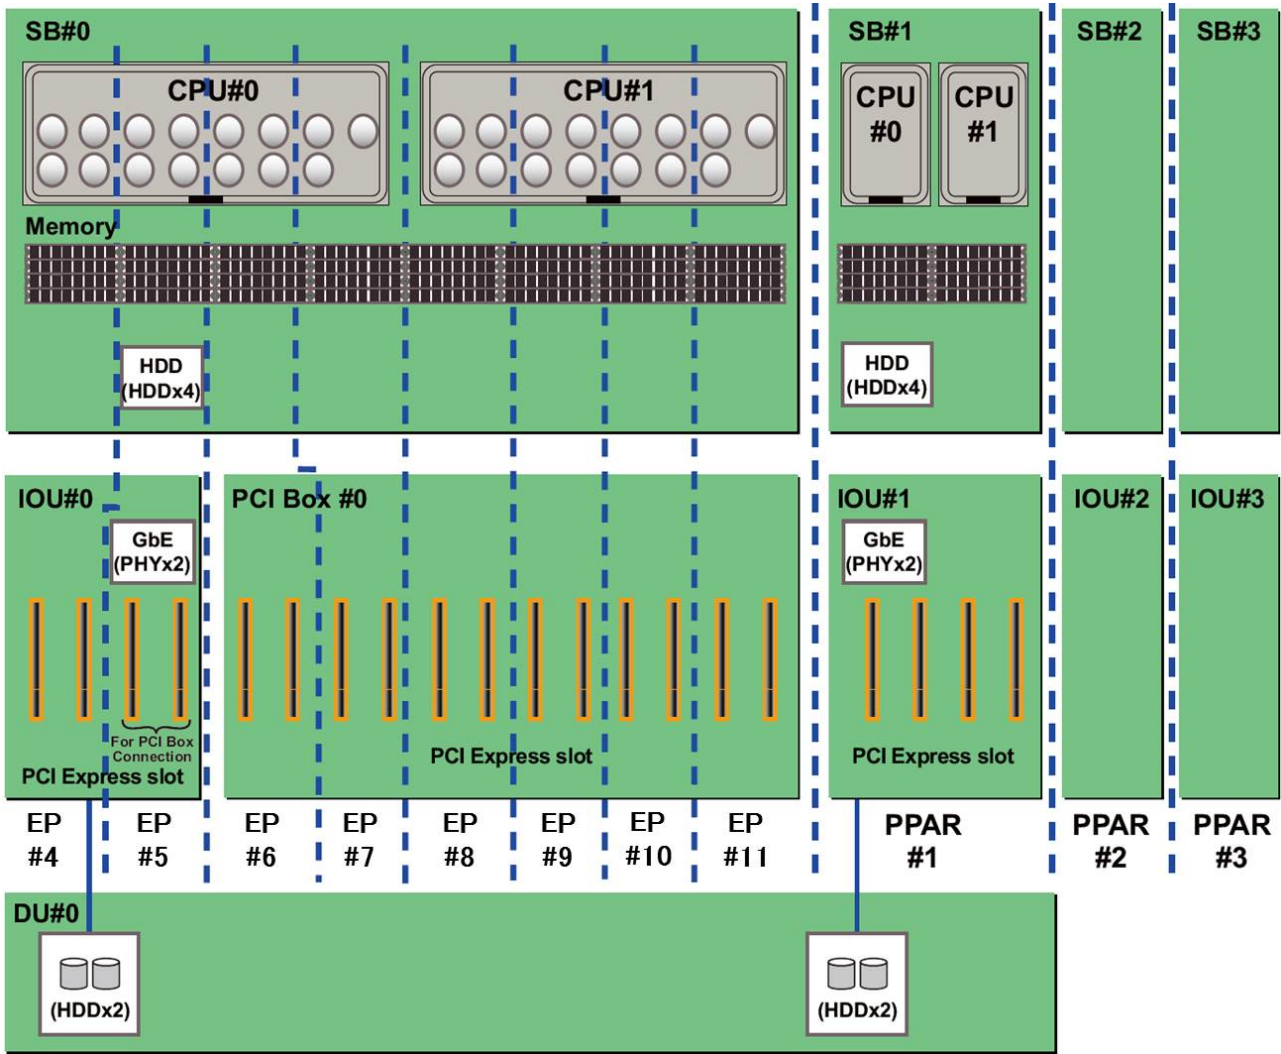 SB#0
CPU#0
CPU#1
Memory
HDD
(HDDx4)
SB#1
CPU
#0
CPU
#1
HDD
(HDDx4)
SB#2
SB#3
IOU#0
GbE
(PHYx2)
For PCI Box
Connection
PCI Express slot
PCI Box #0
PCI Express slot
IOU#1
GbE
(PHYx2)
PCI Express slot
IOU#2
IOU#3
EP
#4
EP
#5
EP
#6
EP
#7
EP
#8
EP
#9
EP
#10
EP
#11
PPAR
#1
PPAR
#2
PPAR
#3
DU#0
(HDDx2)
(HDDx2)